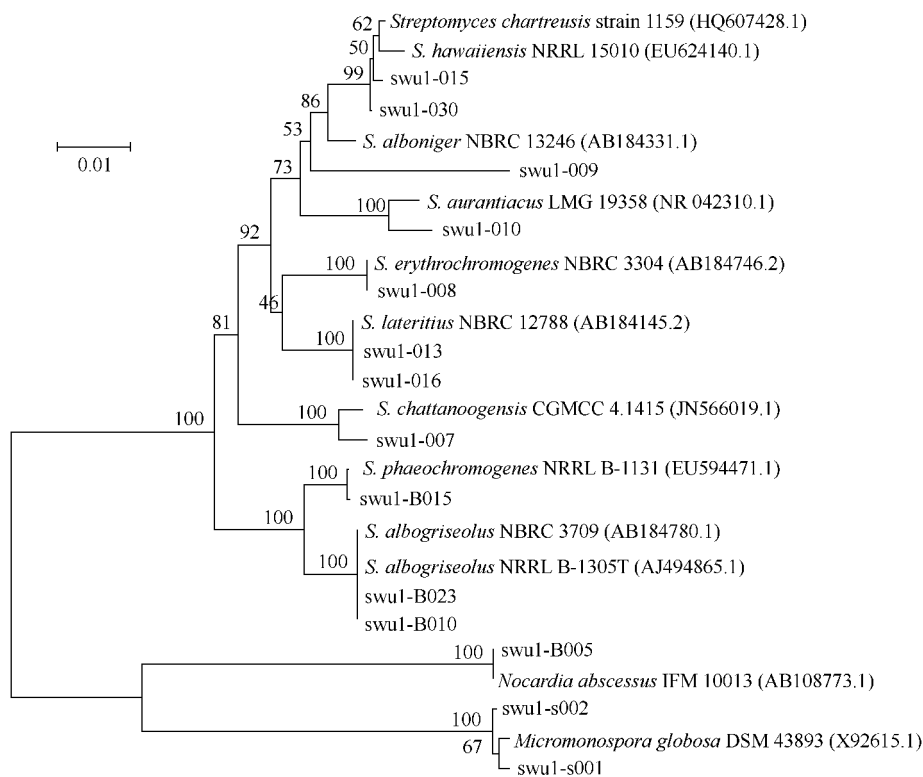 62 Streptomyces chartreusis strain 1159 (HQ607428.1)
50 S. hawaiiensis NRRL 15010 (EU624140.1)
99 swu1-015
86 swu1-030
53 S. alboniger NBRC 13246 (AB184331.1)
0.01
73 swu1-009
100 S. aurantiacus LMG 19358 (NR 042310.1)
92 swu1-010
100 S. erythrochromogenes NBRC 3304 (AB184746.2)
46 swu1-008
81 S. lateritius NBRC 12788 (AB184145.2)
100 swu1-013
swu1-016
100 100 S. chattanoogensis CGMCC 4.1415 (JN566019.1)
swu1-007
100 S. phaeochromogenes NRRL B-1131 (EU594471.1)
swu1-B015
100 S. albogriseolus NBRC 3709 (AB184780.1)
100 S. albogriseolus NRRL B-1305T (AJ494865.1)
swu1-B023
swu1-B010
100 swu1-B005
Nocardia abscessus IFM 10013 (AB108773.1)
100 swu1-s002
67 Micromonospora globosa DSM 43893 (X92615.1)
swu1-s001